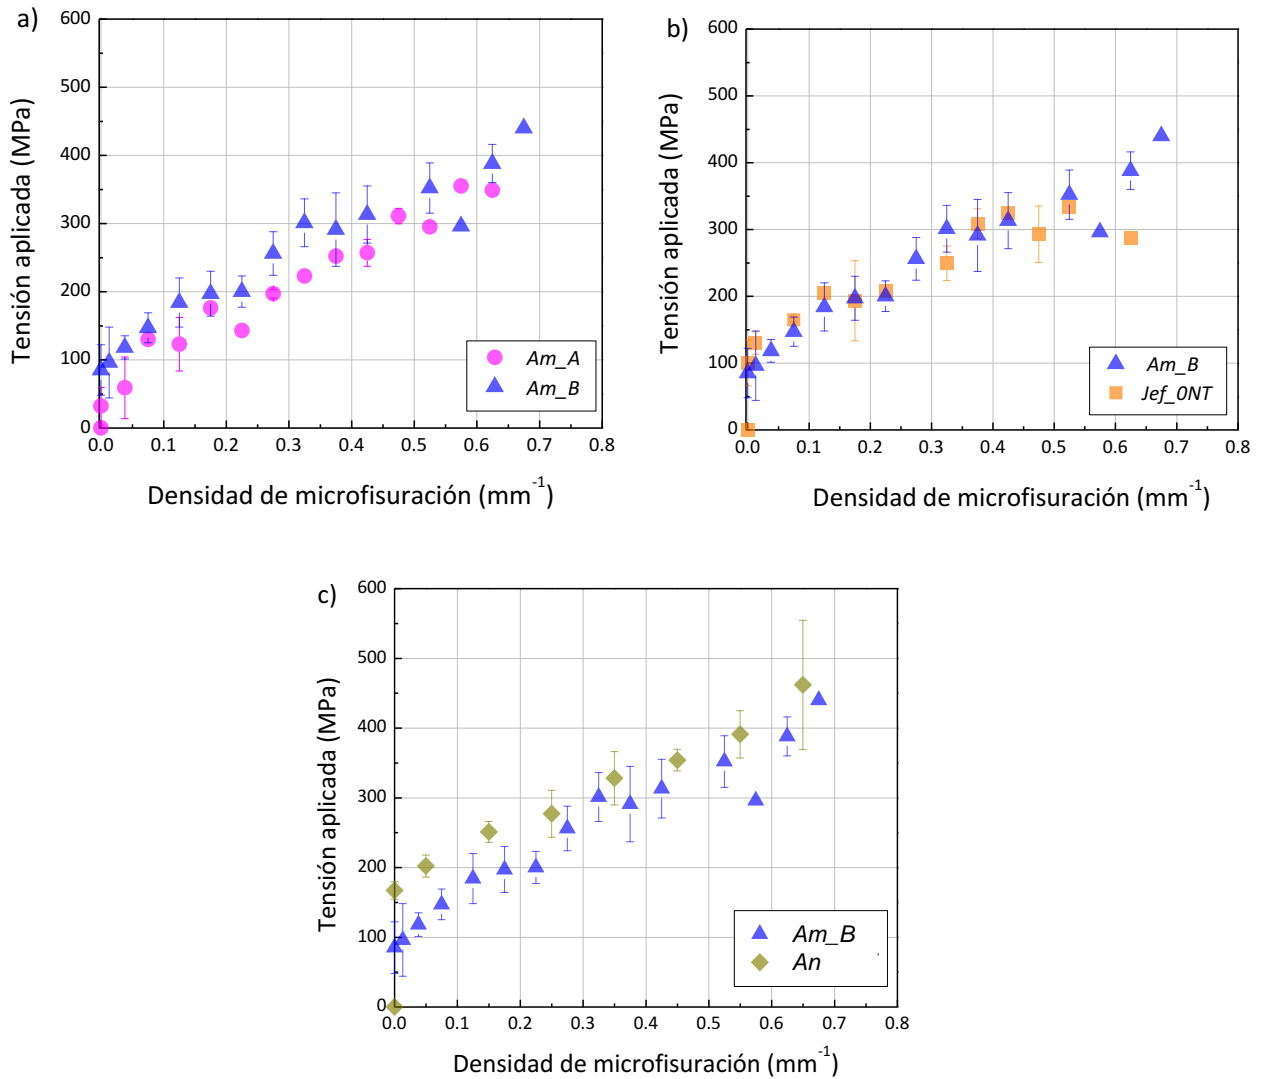 a)
600
500
400
300
200
100
0
Tensión aplicada (MPa)
Am_A
Am_B
0.0 0.1 0.2 0.3 0.4 0.5 0.6 0.7 0.8
Densidad de microfisuración (mm-1)
b)
600
500
400
300
200
100
0
Tensión aplicada (MPa)
Am_B
Jef_0NT
0.0 0.1 0.2 0.3 0.4 0.5 0.6 0.7 0.8
Densidad de microfisuración (mm-1)
c)
600
500
400
300
200
100
0
Tensión aplicada (MPa)
Am_B
An
0.0 0.1 0.2 0.3 0.4 0.5 0.6 0.7 0.8
Densidad de microfisuración (mm-1)